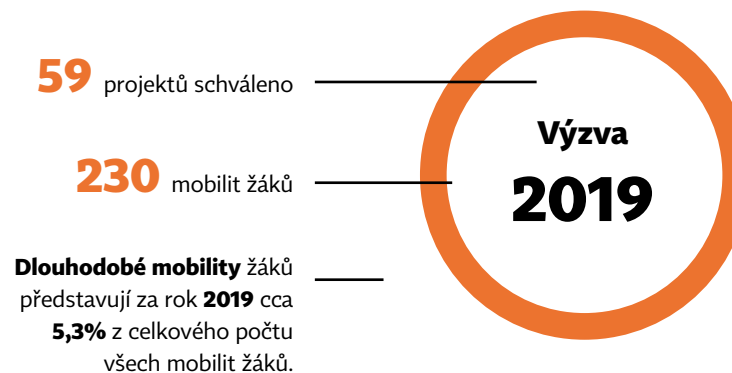 59 projektů schváleno
230 mobilit žáků
Dlouhodobé mobility žáků
představují za rok 2019 cca
5,3% z celkového počtu
všech mobilit žáků.
Výzva
2019